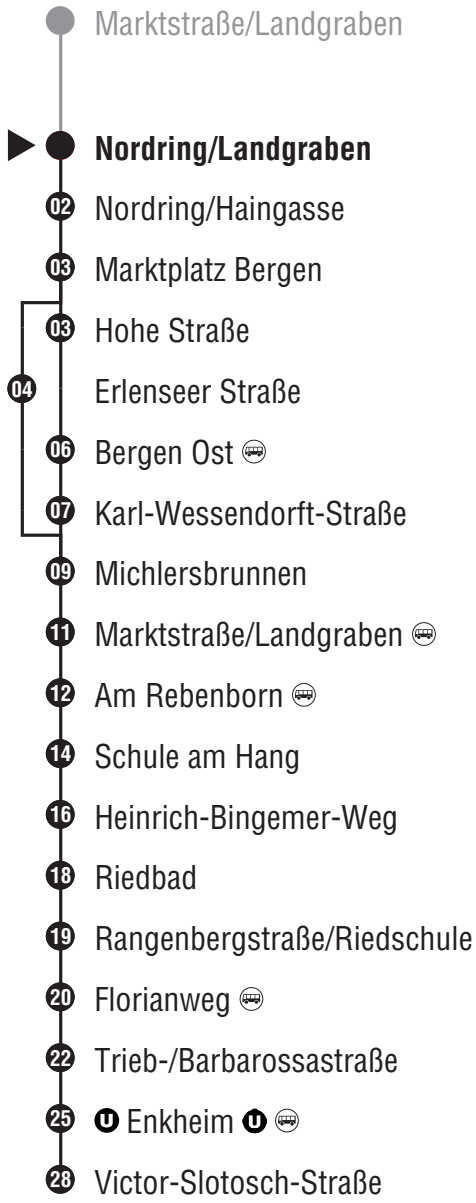 Marktstraße/Landgraben
Nordring/Landgraben
02 Nordring/Haingasse
03 Marktplatz Bergen
03 Hohe Straße
04 Erlenseer Straße
06 Bergen Ost
07 Karl-Wessendorft-Straße
09 Michlersbrunnen
11 Marktstraße/Landgraben
12 Am Rebenborn
14 Schule am Hang
16 Heinrich-Bingemer-Weg
18 Riedbad
19 Rangenbergstraße/Riedschule
20 Florianweg
22 Trieb-/Barbarossastraße
25 U Enkheim U
28 Victor-Slotosch-Straße